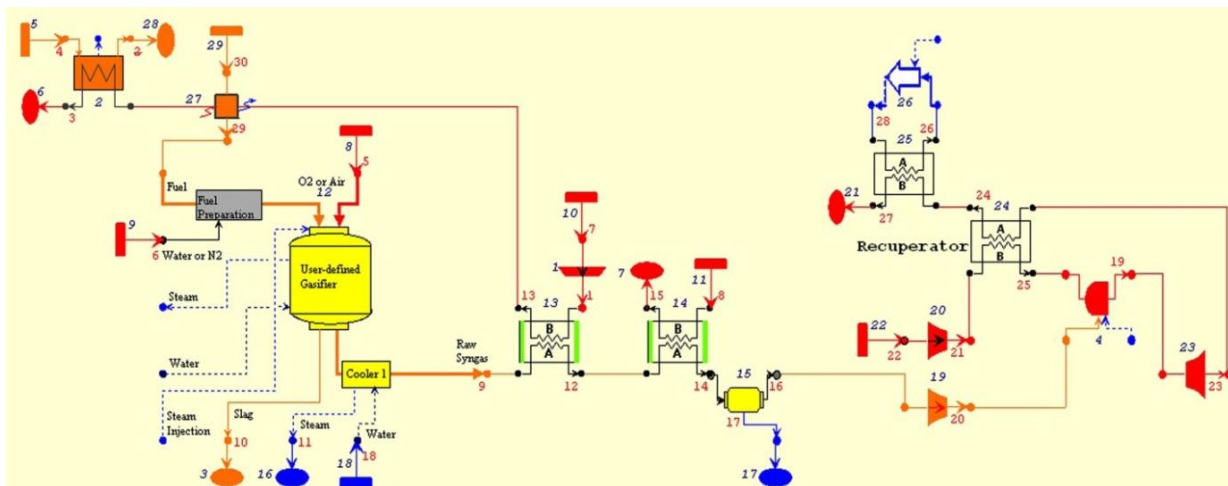 5
28
29
4
2
30
6
3
2
27
29
8
5
Fuel
O2 or Air
12
Fuel
Preparation
9
6
Water or N2
User-defined
Gasifier
Steam
Water
Steam
Injection
Slag
10
3
Cooler 1
Steam
11
16
Water
18
18
Raw
Syngas
9
10
7
1
1
13
13
B
A
12
7
15
14
11
8
B
A
14
15
16
17
17
26
28
26
25
A
B
21
27
24
24
A
B
Recuperator
25
22
22
20
21
19
20
19
4
23
23